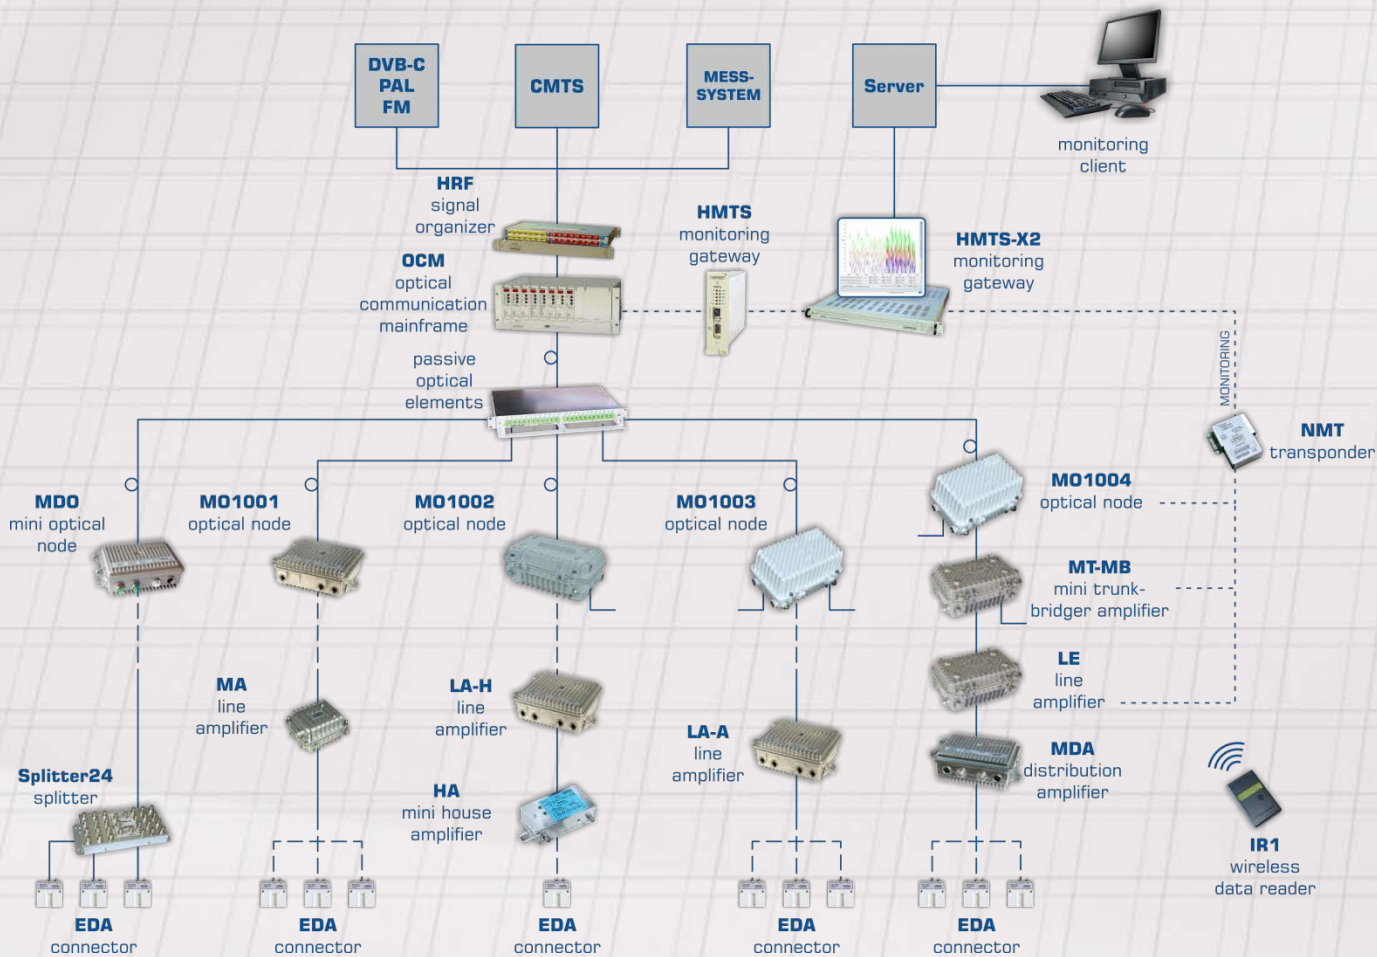 DVB-C
PAL
FM
CMTS
MESS-
SYSTEM
Server
monitoring
client
HRF
signal
organizer
HMTS
monitoring
gateway
HMTS-X2
monitoring
gateway
OCM
optical
communication
mainframe
passive
optical
elements
MONITORING
NMT
transponder
MDO
mini optical
node
MO1001
optical node
MO1002
optical node
MO1003
optical node
MO1004
optical node
MT-MB
mini trunk-
bridger amplifier
MA
line
amplifier
LA-H
line
amplifier
LE
line
amplifier
LA-A
line
amplifier
MDA
distribution
amplifier
Splitter24
splitter
HA
mini house
amplifier
IR1
wireless
data reader
EDA
connector
EDA
connector
EDA
connector
EDA
connector
EDA
connector